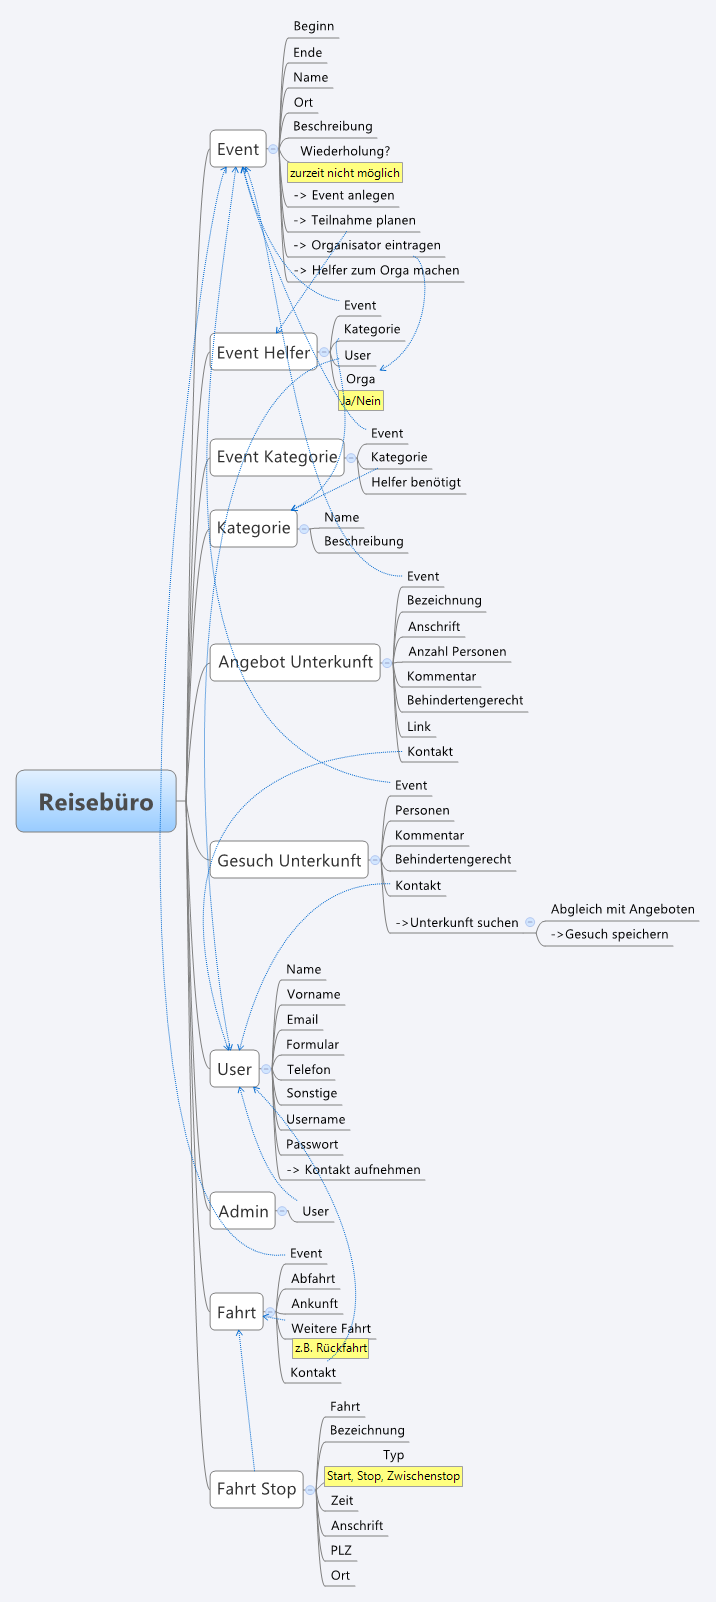 Reisebüro
Event
Beginn
Ende
Name
Ort
Beschreibung
Wiederholung?
zurzeit nicht möglich
-> Event anlegen
-> Teilnahme planen
-> Organisator eintragen
-> Helfer zum Orga machen
Event Helfer
Event
Kategorie
User
Orga
Ja/Nein
Event Kategorie
Event
Kategorie
Helfer benötigt
Kategorie
Name
Beschreibung
Angebot Unterkunft
Event
Bezeichnung
Anschrift
Anzahl Personen
Kommentar
Behindertengerecht
Link
Kontakt
Gesuch Unterkunft
Event
Personen
Kommentar
Behindertengerecht
Kontakt
->Unterkunft suchen
Abgleich mit Angeboten
->Gesuch speichern
User
Name
Vorname
Email
Formular
Telefon
Sonstige
Username
Passwort
-> Kontakt aufnehmen
Admin
User
Fahrt
Event
Abfahrt
Ankunft
Weitere Fahrt
z.B. Rückfahrt
Kontakt
Fahrt Stop
Fahrt
Bezeichnung
Typ
Start, Stop, Zwischenstop
Zeit
Anschrift
PLZ
Ort